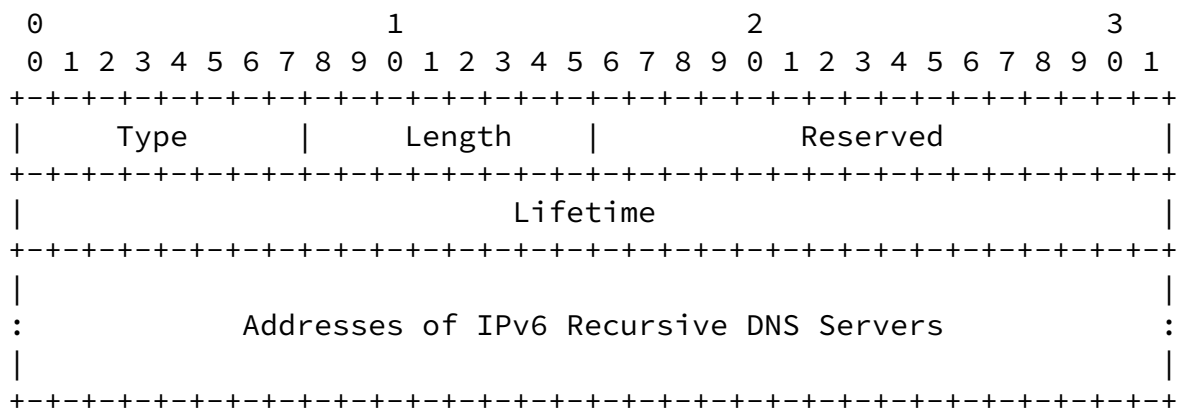 0                   1                   2                   3
 0 1 2 3 4 5 6 7 8 9 0 1 2 3 4 5 6 7 8 9 0 1 2 3 4 5 6 7 8 9 0 1
+-+-+-+-+-+-+-+-+-+-+-+-+-+-+-+-+-+-+-+-+-+-+-+-+-+-+-+-+-+-+-+-+
|     Type      |     Length    |           Reserved            |
+-+-+-+-+-+-+-+-+-+-+-+-+-+-+-+-+-+-+-+-+-+-+-+-+-+-+-+-+-+-+-+-+
|                           Lifetime                            |
+-+-+-+-+-+-+-+-+-+-+-+-+-+-+-+-+-+-+-+-+-+-+-+-+-+-+-+-+-+-+-+-+
|                                                               |
:            Addresses of IPv6 Recursive DNS Servers            :
|                                                               |
+-+-+-+-+-+-+-+-+-+-+-+-+-+-+-+-+-+-+-+-+-+-+-+-+-+-+-+-+-+-+-+-+